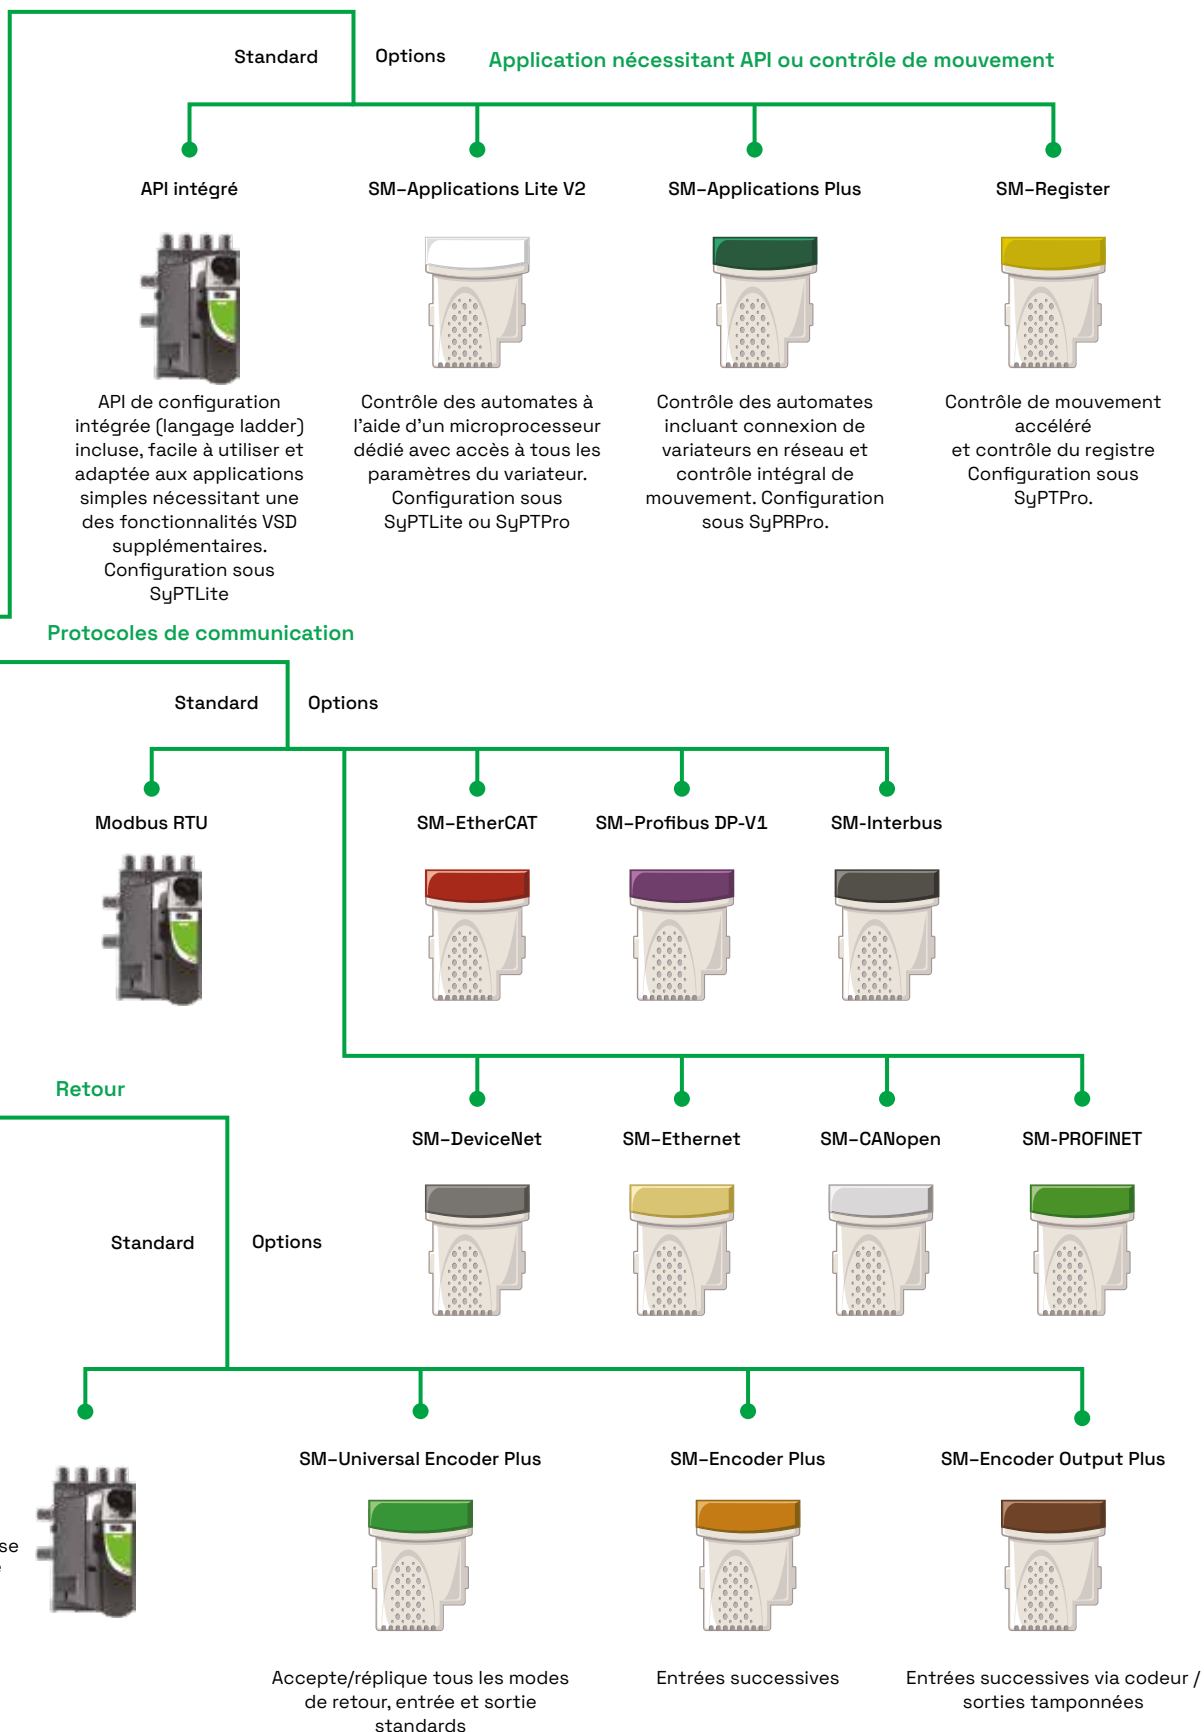 Standard
Options
Application nécessitant API ou contrôle de mouvement
API intégré
SM-Applications Lite V2
SM-Applications Plus
SM-Register
API de configuration
intégrée (langage ladder)
incluse, facile à utiliser et
adaptée aux applications
simples nécessitant une
des fonctionnalités VSD
supplémentaires.
Configuration sous
SyPTLite
Contrôle des automates à
l'aide d'un microprocesseur
dédié avec accès à tous les
paramètres du variateur.
Configuration sous
SyPTLite ou SyPTPro
Contrôle des automates
incluant connexion de
variateurs en réseau et
contrôle intégral de
mouvement. Configuration
sous SyPRPro.
Contrôle de mouvement
accéléré
et contrôle du registre
Configuration sous
SyPTPro.
Protocoles de communication
Standard
Options
Modbus RTU
SM-EtherCAT
SM-Profibus DP-V1
SM-Interbus
SM-DeviceNet
SM-Ethernet
SM-CANopen
SM-PROFINET
Retour
Standard
Options
se
SM-Universal Encoder Plus
SM-Encoder Plus
SM-Encoder Output Plus
Accepte/réplique tous les modes
de retour, entrée et sortie
standards
Entrées successives
Entrées successives via codeur /
sorties tamponnées